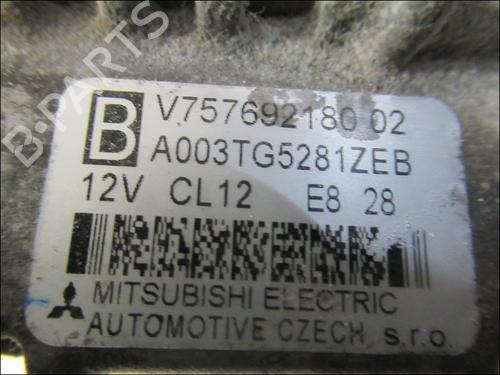 B V757692180 02
A003TG5281ZEB
12V CL12 E8 28
MITSUBISHI ELECTRIC
AUTOMOTIVE CZECH s.r.o.
B-PARTS